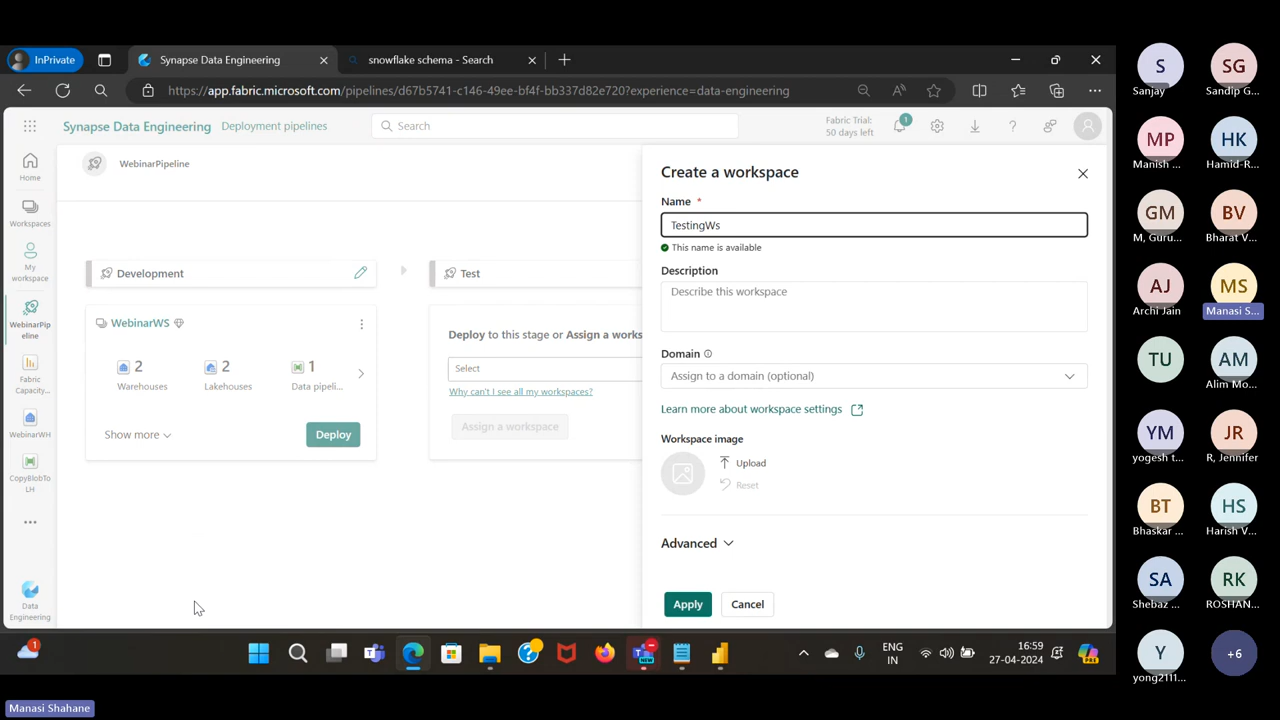 InPrivate
Synapse Data Engineering
snowflake schema - Search
https://app.fabric.microsoft.com/pipelines/d67b5741-c146-49ee-bf4f-bb337d82e720?experience=data-engineering
Synapse Data Engineering
Deployment pipelines
Search
Fabric Trial:
50 days left
1
Home
Workspaces
My
workspace
WebinarPip
eline
Fabric
Capacity...
WebinarWH
CopyBlobTo
LH
Data
Engineering
WebinarPipeline
Development
WebinarWS
2
Warehouses
2
Lakehouses
1
Data pipeli...
Show more
Deploy
Test
Deploy to this stage or Assign a works
Select
Why can't I see all my workspaces?
Assign a workspace
Create a workspace
Name *
TestingWs
This name is available
Description
Describe this workspace
Domain
Assign to a domain (optional)
Learn more about workspace settings
Workspace image
Upload
Reset
Advanced
Apply
Cancel
1
NEW
ENG
IN
16:59
27-04-2024
PRE
S
Sanjay
SG
Sandip G...
MP
Manish ...
HK
Hamid-R...
GM
M, Guru...
BV
Bharat V...
AJ
Archi Jain
MS
Manasi S...
TU
AM
Alim Mo...
YM
yogesh t...
JR
R, Jennifer
BT
Bhaskar ...
HS
Harish V...
SA
Shebaz ...
RK
ROSHAN...
Y
yong2111...
+6
Manasi Shahane